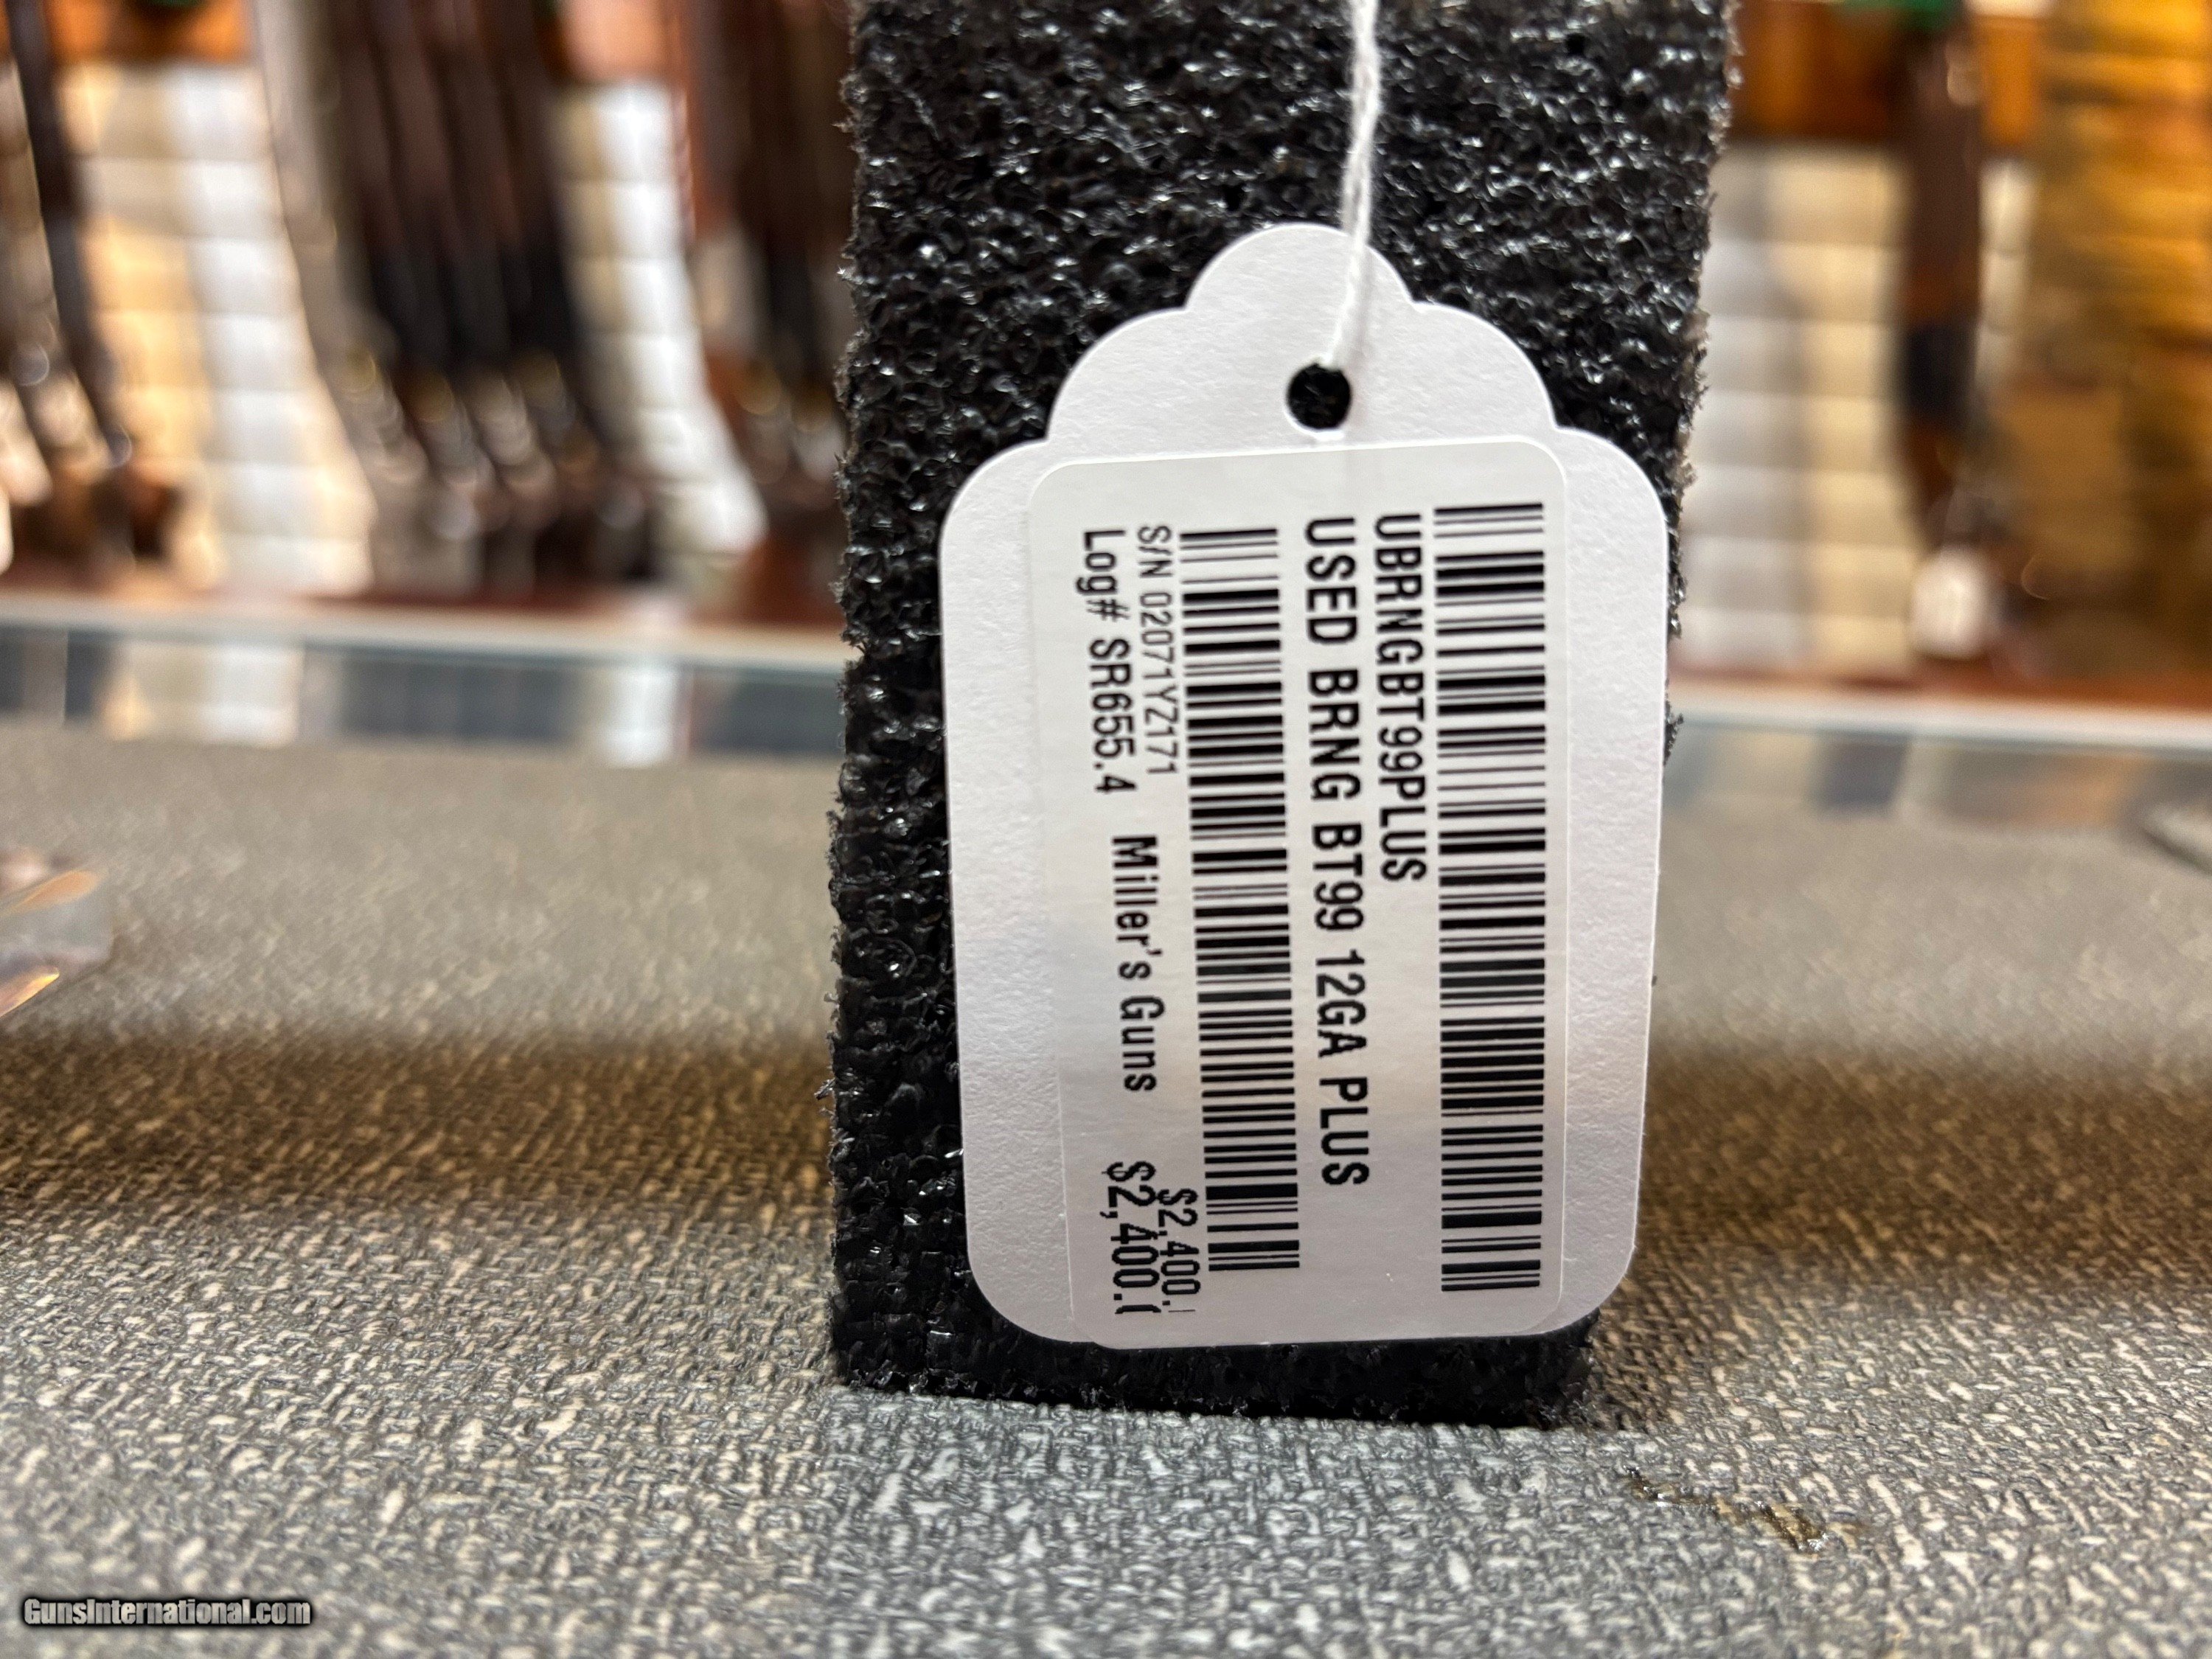 UBRNGBT99PLUS
USED BRNG BT99 12GA PLUS
$2,400.
S/N 02071YZ171
Log# SR655.4 Miller's Guns $2,400.(
GunsInternational.com